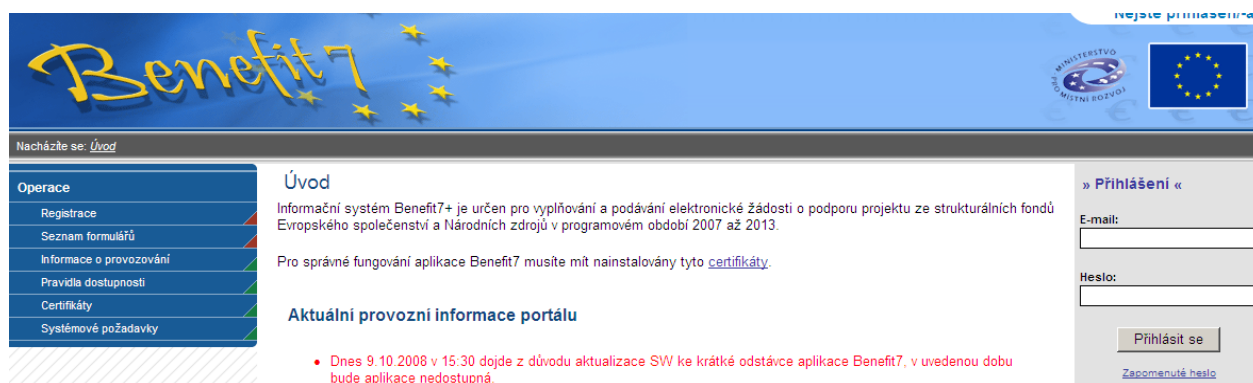 Nejste přihlášen/-a
Benefit7
MINISTERSTVO
PRO MÍSTNÍ ROZVOJ
Nacházíte se: Úvod
Operace
Registrace
Seznam formulářů
Informace o provozování
Pravidla dostupnosti
Certifikáty
Systémové požadavky
Úvod
Informační systém Benefit7+ je určen pro vyplňování a podávání elektronické žádosti o podporu projektu ze strukturálních fondů
Evropského společenství a Národních zdrojů v programovém období 2007 až 2013.
Pro správné fungování aplikace Benefit7 musíte mít nainstalovány tyto certifikáty.
Aktuální provozní informace portálu
• Dnes 9.10.2008 v 15:30 dojde z důvodu aktualizace SW ke krátké odstávce aplikace Benefit7, v uvedenou dobu
bude aplikace nedostupná.
» Přihlášení «
E-mail:
Heslo:
Přihlásit se
Zapomenuté heslo